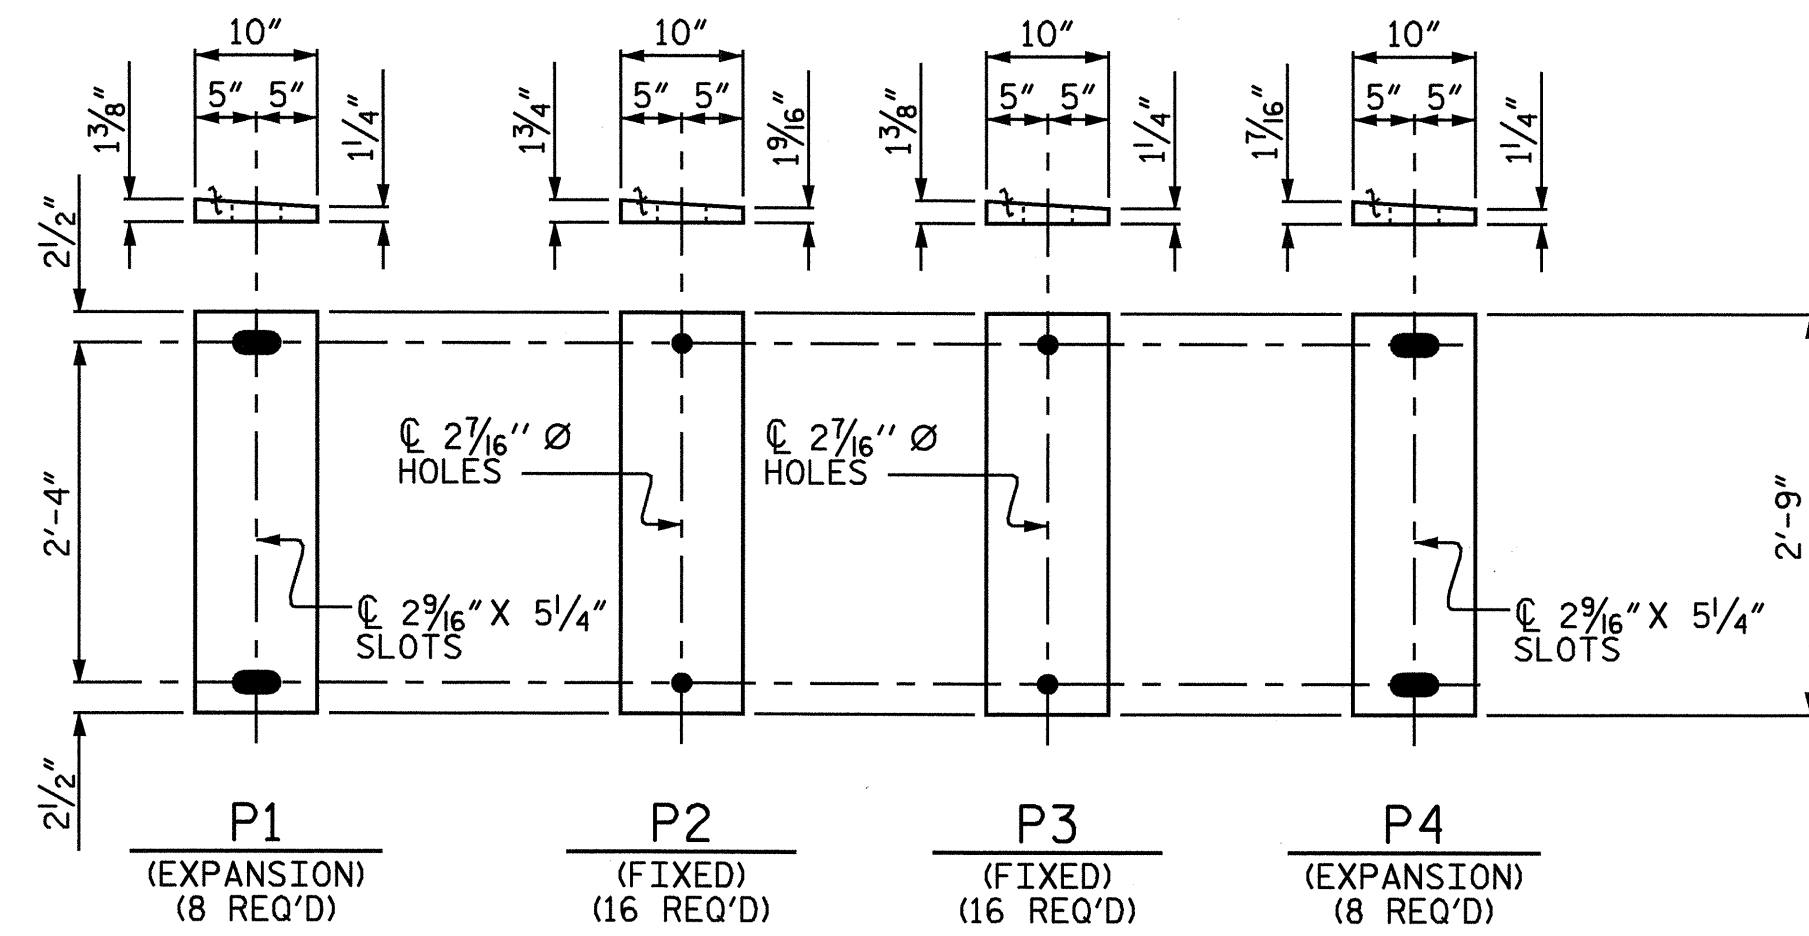 10″ 10″ 10″ 10″
5″ 5″ 5″ 5″ 5″ 5″ 5″ 5″
1 3/8″ 1 1/4″ 1 3/4″ 1 9/16″ 1 3/8″ 1 1/4″ 1 7/16″ 1 1/4″
2 1/2″
℄ 2 7/16″ Ø
HOLES
℄ 2 7/16″ Ø
HOLES
2′-4″
2′-9″
℄ 2 9/16″ X 5 1/4″
SLOTS
℄ 2 9/16″ X 5 1/4″
SLOTS
2 1/2″
P1
(EXPANSION)
(8 REQ'D)
P2
(FIXED)
(16 REQ'D)
P3
(FIXED)
(16 REQ'D)
P4
(EXPANSION)
(8 REQ'D)